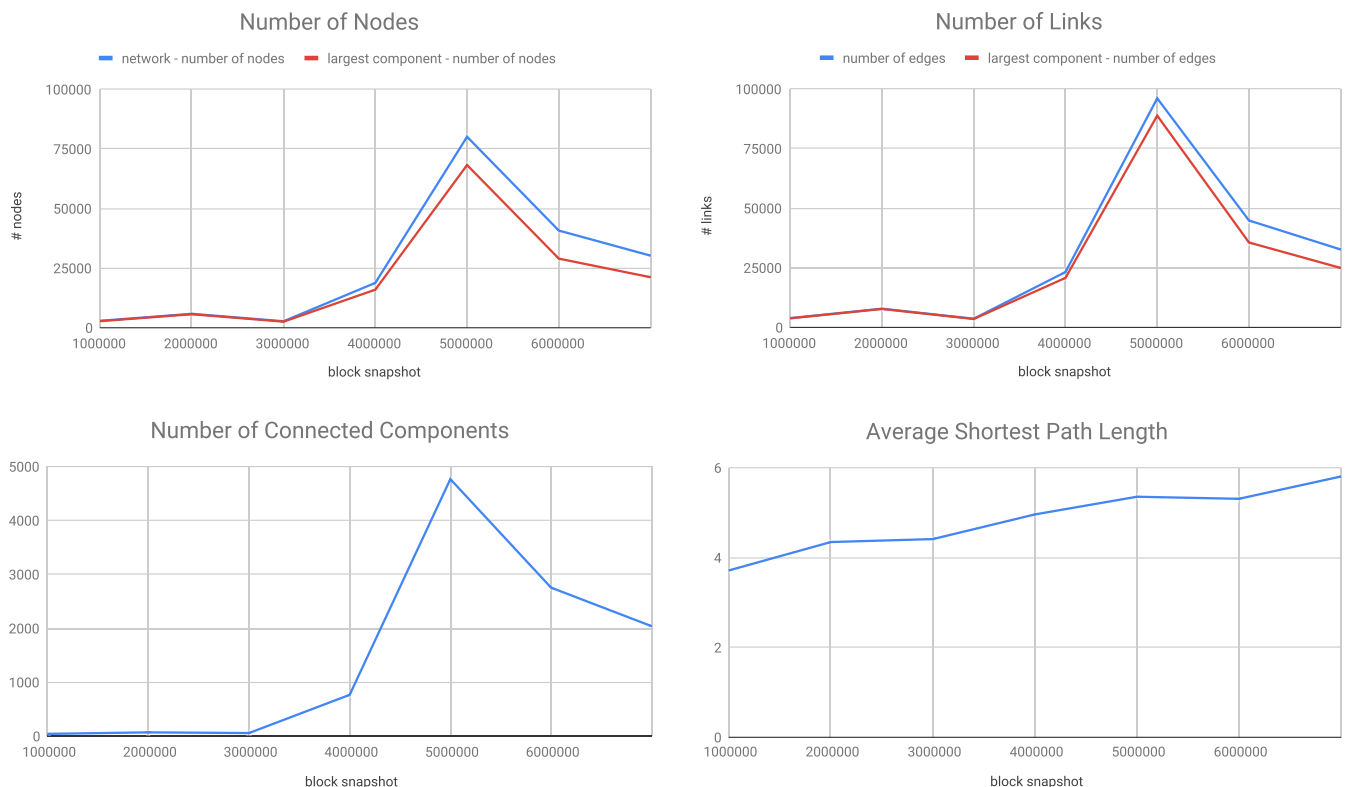 Number of Nodes
network - number of nodes largest component - number of nodes
100000
75000
50000
25000
0
# nodes
1000000 2000000 3000000 4000000 5000000 6000000
block snapshot
Number of Links
number of edges largest component - number of edges
100000
75000
50000
25000
0
# links
1000000 2000000 3000000 4000000 5000000 6000000
block snapshot
Number of Connected Components
5000
4000
3000
2000
1000
0
1000000 2000000 3000000 4000000 5000000 6000000
block snapshot
Average Shortest Path Length
6
4
2
0
1000000 2000000 3000000 4000000 5000000 6000000
block snapshot